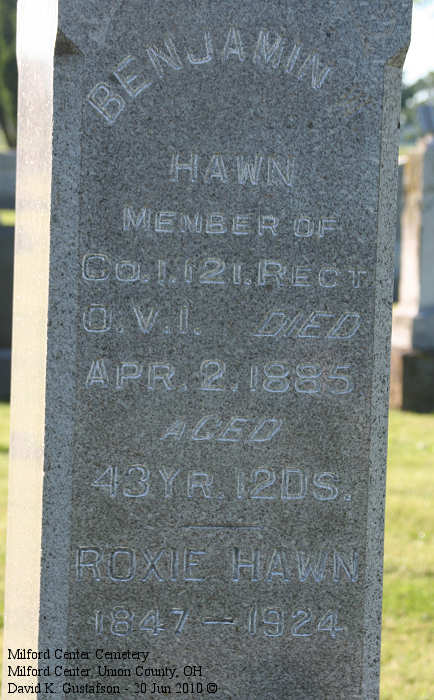 BENJAMIN
HAWN
MEMBER OF
CO. I. 121. REGT
O. V. I. DIED
APR. 2. 1885
AGED
43 YR. 12 DS.
ROXIE HAWN
1847 — 1924
Milford Center Cemetery
Milford Center, Union County, OH
David K. Gustafson - 20 Jun 2010 ©